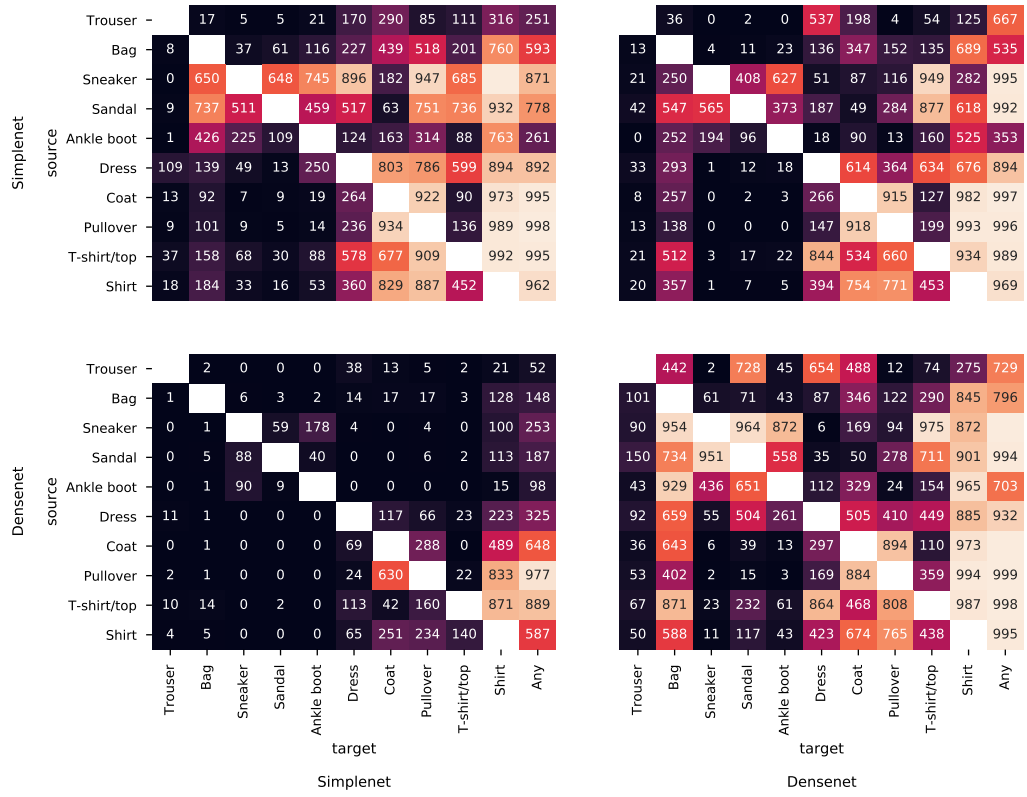 Trouser 17 5 5 21 170 290 85 111 316 251 36 0 2 0 537 198 4 54 125 667
Bag 8 37 61 116 227 439 518 201 760 593 13 4 11 23 136 347 152 135 689 535
Sneaker 0 650 648 745 896 182 947 685 871 21 250 408 627 51 87 116 949 282 995
Sandal 9 737 511 459 517 63 751 736 932 778 42 547 565 373 187 49 284 877 618 992
Ankle boot 1 426 225 109 124 163 314 88 763 261 0 252 194 96 18 90 13 160 525 353
Dress 109 139 49 13 250 803 786 599 894 892 33 293 1 12 18 614 364 634 676 894
Coat 13 92 7 9 19 264 922 90 973 995 8 257 0 2 3 266 915 127 982 997
Pullover 9 101 9 5 14 236 934 136 989 998 13 138 0 0 0 147 918 199 993 996
T-shirt/top 37 158 68 30 88 578 677 909 992 995 21 512 3 17 22 844 534 660 934 989
Shirt 18 184 33 16 53 360 829 887 452 962 20 357 1 7 5 394 754 771 453 969
source
Simplenet
Trouser 2 0 0 0 38 13 5 2 21 52 442 2 728 45 654 488 12 74 275 729
Bag 1 6 3 2 14 17 17 3 128 148 101 61 71 43 87 346 122 290 845 796
Sneaker 0 1 59 178 4 0 4 0 100 253 90 954 964 872 6 169 94 975 872
Sandal 0 5 88 40 0 0 6 2 113 187 150 734 951 558 35 50 278 711 901 994
Ankle boot 0 1 90 9 0 0 0 0 15 98 43 929 436 651 112 329 24 154 965 703
Dress 11 1 0 0 0 117 66 23 223 325 92 659 55 504 261 505 410 449 885 932
Coat 0 1 0 0 0 69 288 0 489 648 36 643 6 39 13 297 894 110 973
Pullover 2 1 0 0 0 24 630 22 833 977 53 402 2 15 3 169 884 359 994 999
T-shirt/top 10 14 0 2 0 113 42 160 871 889 67 871 23 232 61 864 468 808 987 998
Shirt 4 5 0 0 0 65 251 234 140 587 50 588 11 117 43 423 674 765 438 995
source
Densenet
Trouser Bag Sneaker Sandal Ankle boot Dress Coat Pullover T-shirt/top Shirt Any
Trouser Bag Sneaker Sandal Ankle boot Dress Coat Pullover T-shirt/top Shirt Any
target target
Simplenet Densenet